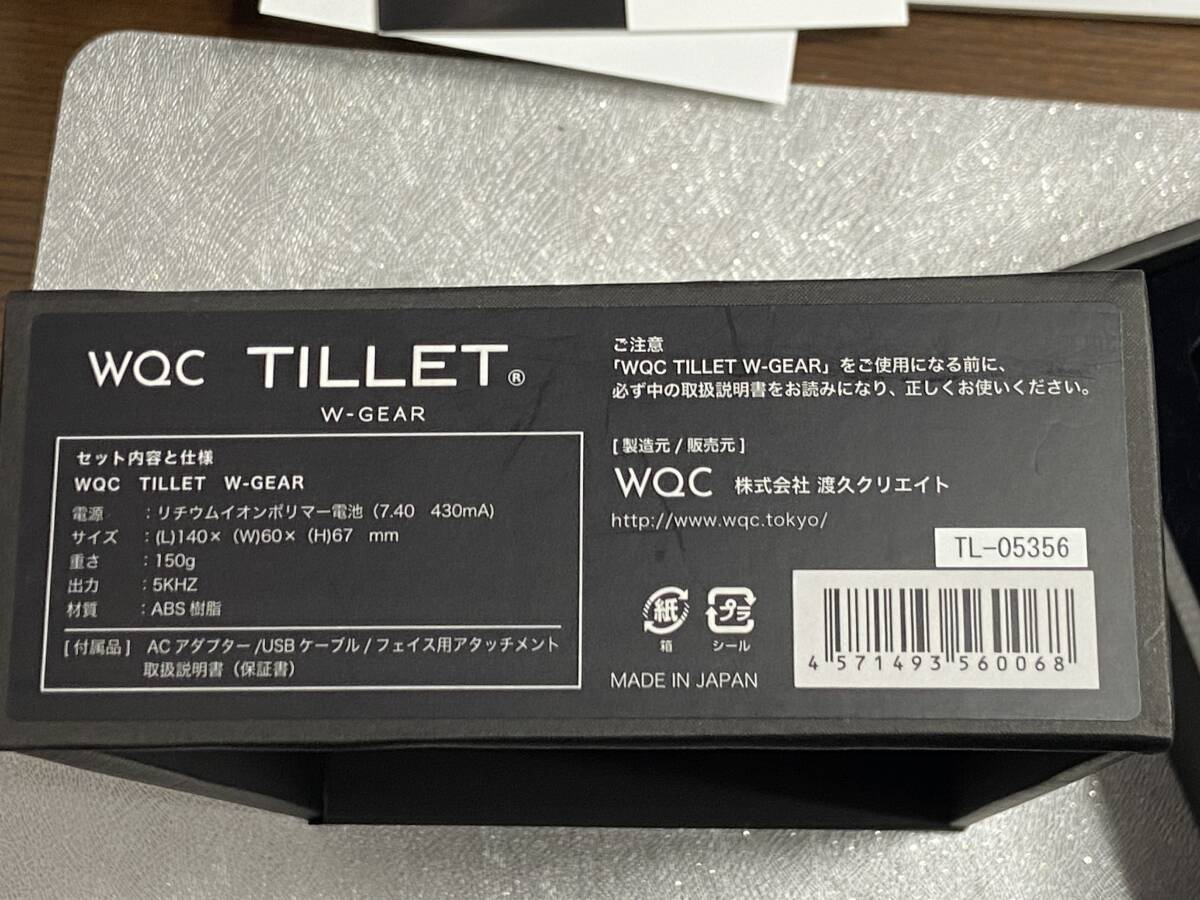 WQC TILLET®
W-GEAR
セット内容と仕様
WQC TILLET W-GEAR
電源 :リチウムイオンポリマー電池(7.40 430mA)
サイズ :(L)140×(W)60×(H)67 mm
重さ :150g
出力 :5KHZ
材質 :ABS樹脂
[付属品] ACアダプター/USBケーブル/フェイス用アタッチメント
取扱説明書(保証書)
ご注意
「WQC TILLET W-GEAR」をご使用になる前に、
必ず中の取扱説明書をお読みになり、正しくお使いください。
[製造元/販売元]
WQC 株式会社 渡久クリエイト
http://www.wqc.tokyo/
TL-05356
紙 プラ
箱 シール
MADE IN JAPAN
4 571493 560068